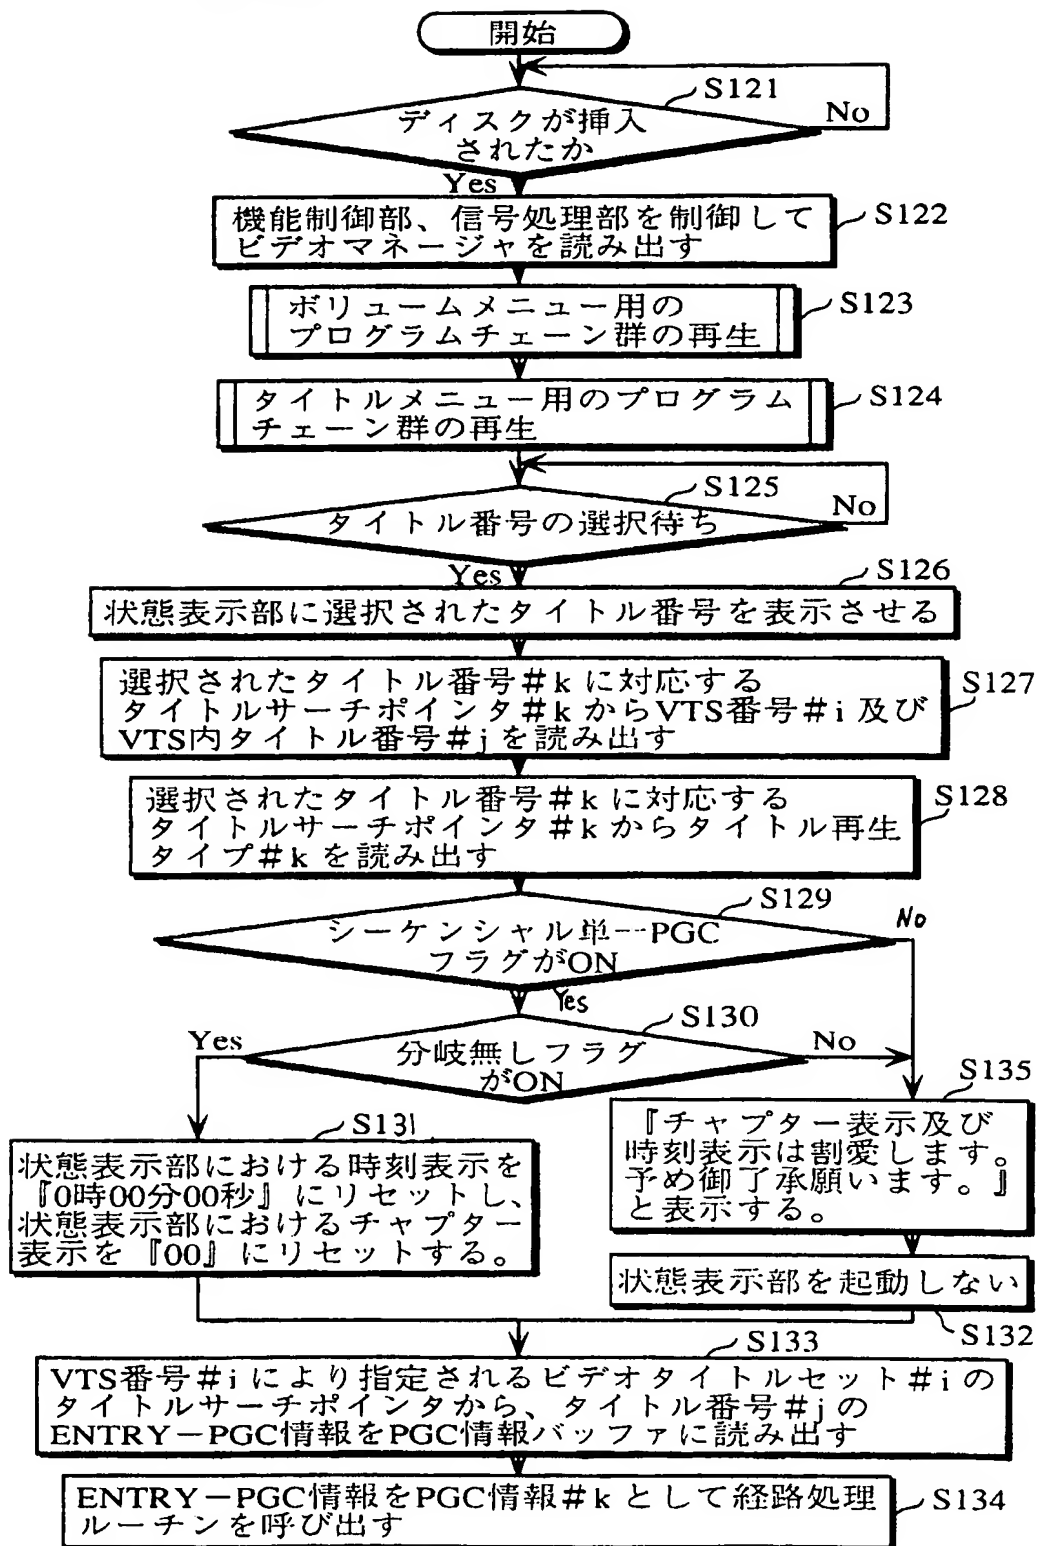 開始
S121
ディスクが挿入
されたか
No
Yes
S122
機能制御部、信号処理部を制御して
ビデオマネージャを読み出す
S123
ボリュームメニュー用の
プログラムチェーン群の再生
S124
タイトルメニュー用のプログラム
チェーン群の再生
S125
タイトル番号の選択待ち
No
Yes
S126
状態表示部に選択されたタイトル番号を表示させる
S127
選択されたタイトル番号#kに対応する
タイトルサーチポインタ#kからVTS番号#i及び
VTS内タイトル番号#jを読み出す
S128
選択されたタイトル番号#kに対応する
タイトルサーチポインタ#kからタイトル再生
タイプ#kを読み出す
S129
シーケンシャル単一PGC
フラグがON
No
Yes
S130
分岐無しフラグ
がON
Yes
No
S131
状態表示部における時刻表示を
『0時00分00秒』にリセットし、
状態表示部におけるチャプター
表示を『00』にリセットする。
S135
『チャプター表示及び
時刻表示は割愛します。
予め御了承願います。』
と表示する。
状態表示部を起動しない
S132
S133
VTS番号#iにより指定されるビデオタイトルセット#iの
タイトルサーチポインタから、タイトル番号#jの
ENTRY－PGC情報をPGC情報バッファに読み出す
S134
ENTRY－PGC情報をPGC情報#kとして経路処理
ルーチンを呼び出す